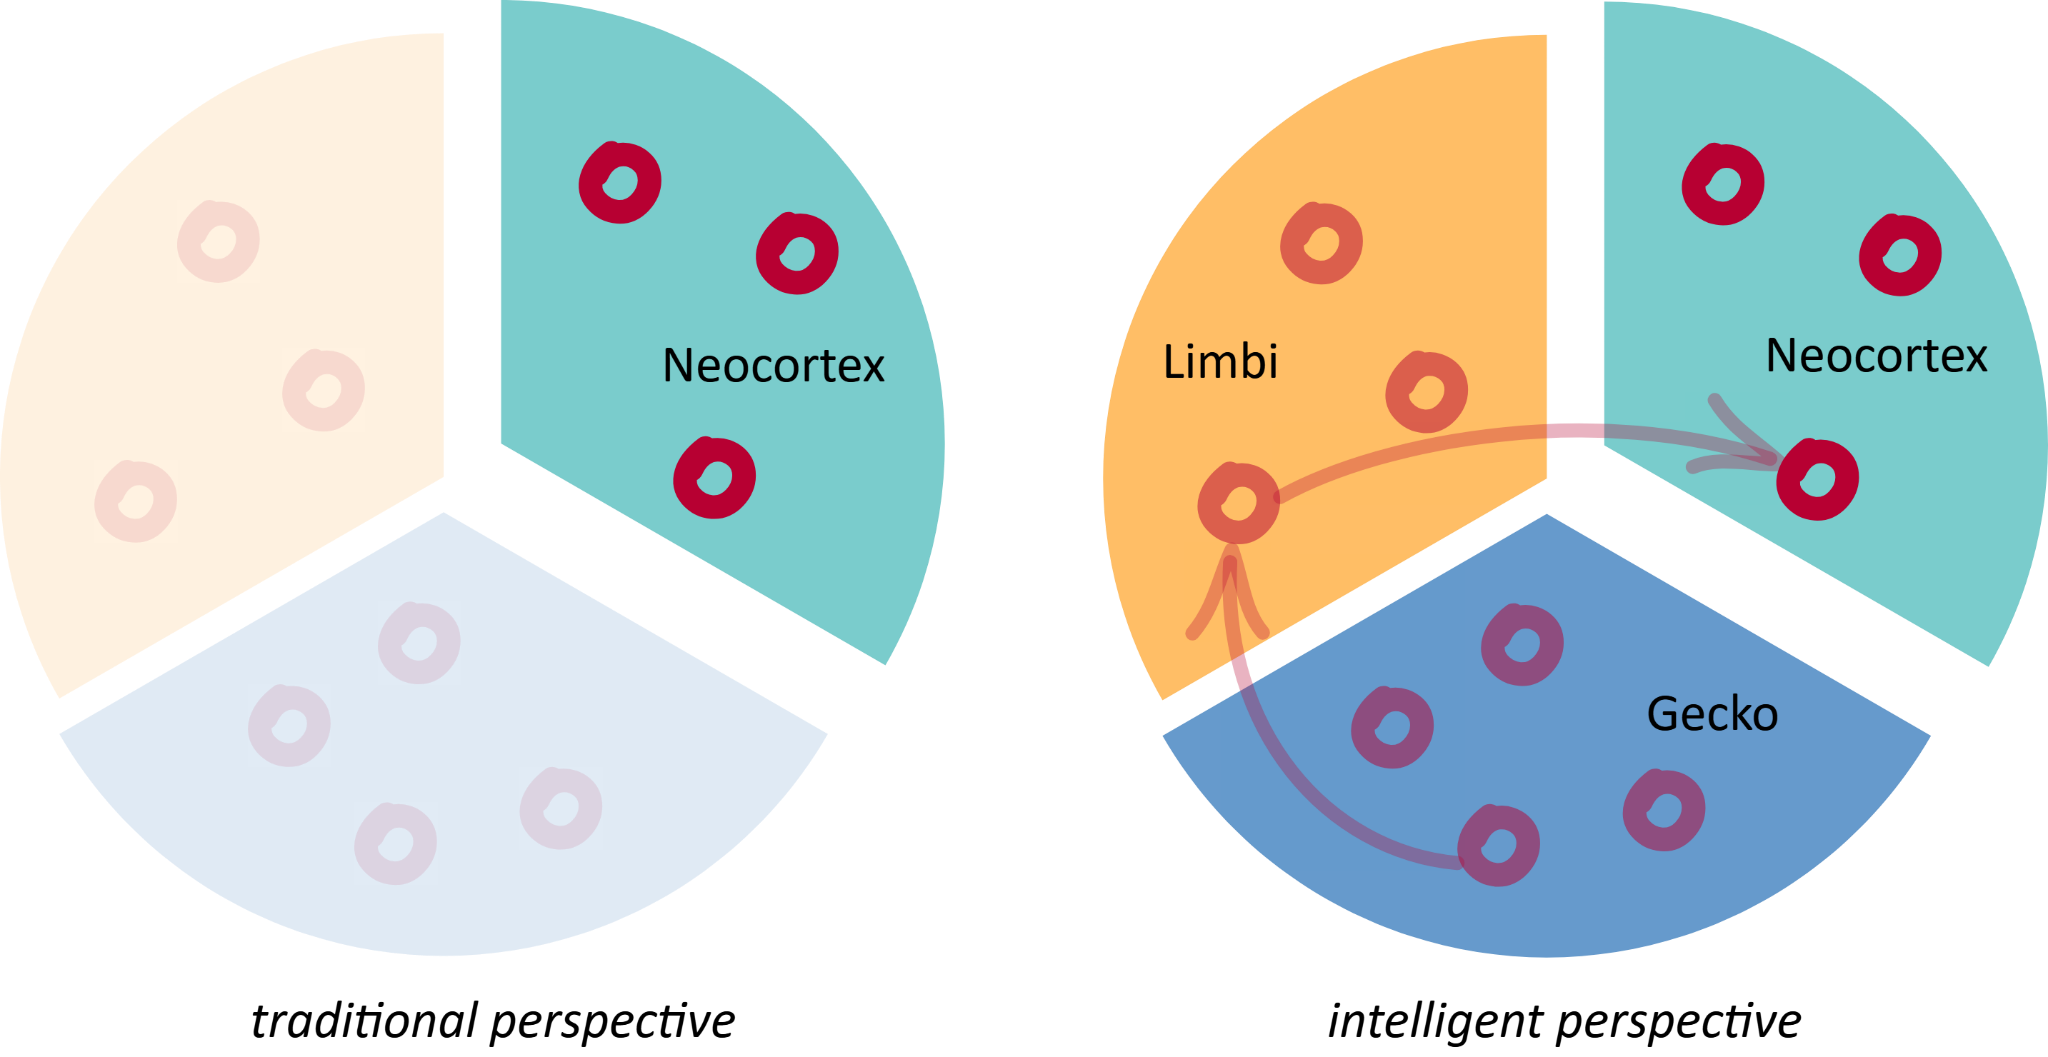 Neocortex
traditional perspective
Limbi
Neocortex
Gecko
intelligent perspective